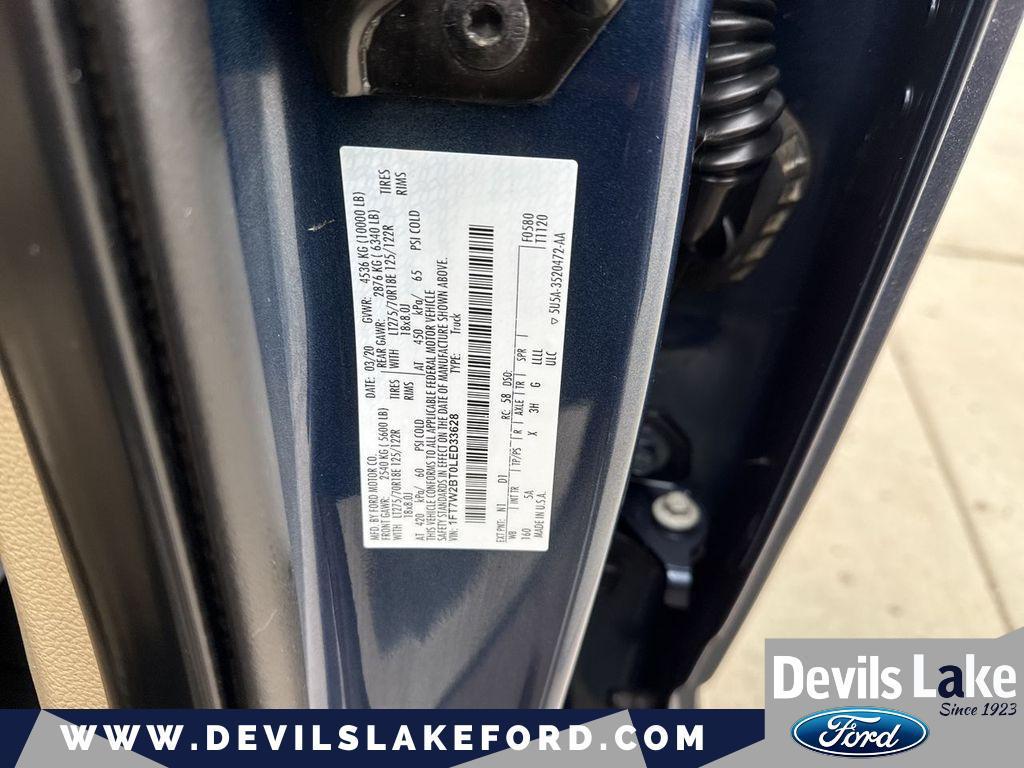 MFD. BY FORD MOTOR CO.
DATE: 03/20 GVWR: 4536 KG (10000 LB)
FRONT GAWR: 2540 KG ( 5600 LB) REAR GAWR: 2876 KG ( 6340 LB)
WITH LT275/70R18E 125/122R TIRES WITH LT275/70R18E 125/122R TIRES
18x8.0J RIMS 18x8.0J RIMS
AT 420 kPa/ 60 PSI COLD AT 450 kPa/ 65 PSI COLD
THIS VEHICLE CONFORMS TO ALL APPLICABLE FEDERAL MOTOR VEHICLE
SAFETY STANDARDS IN EFFECT ON THE DATE OF MANUFACTURE SHOWN ABOVE.
VIN: 1FT7W2BT0LED33628 TYPE: Truck
EXT PNT: N1 D1 RC: 58 DSO: F0580
WB INT TR TP/PS R AXLE TR SPR T1120
160 5A X 3H G LLLL 5U5A-3520472-AA
MADE IN U.S.A. ULC
WWW.DEVILSLAKEFORD.COM
Devils Lake
Since 1923
Ford